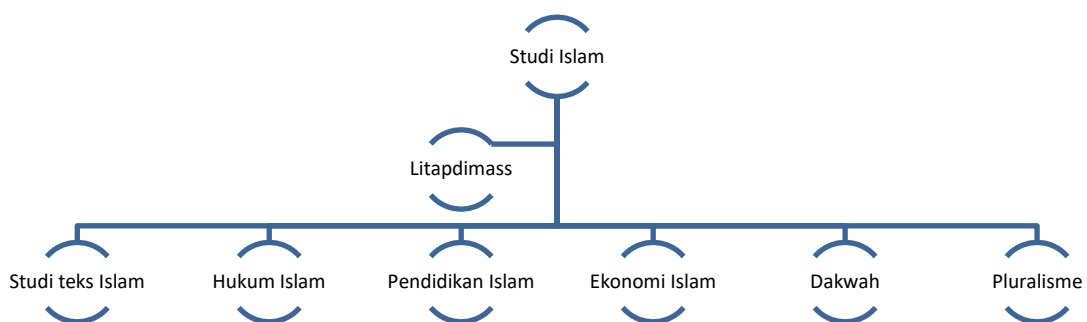 Studi Islam
Litapdimass
Studi teks Islam
Hukum Islam
Pendidikan Islam
Ekonomi Islam
Dakwah
Pluralisme